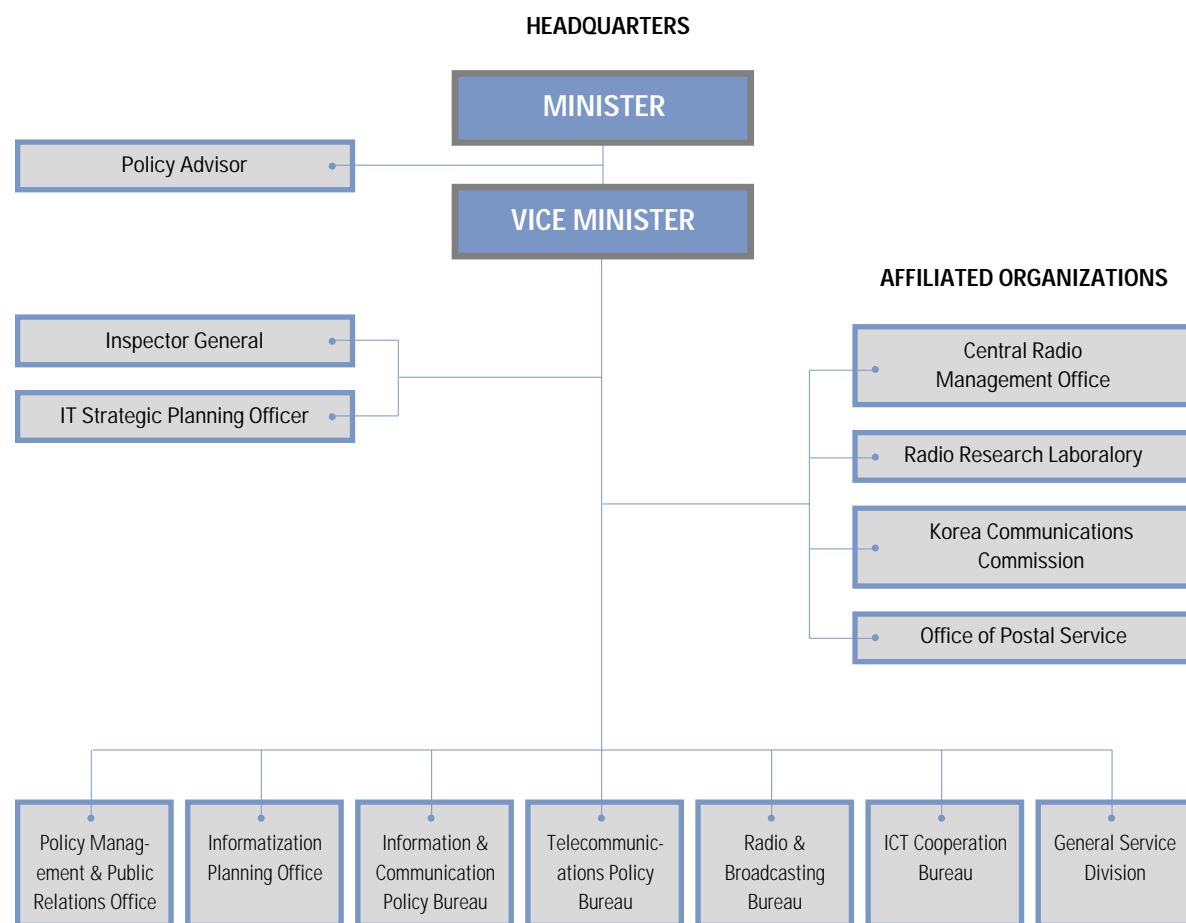 HEADQUARTERS
MINISTER
Policy Advisor
VICE MINISTER
AFFILIATED ORGANIZATIONS
Inspector General
IT Strategic Planning Officer
Central Radio
Management Office
Radio Research Laboralory
Korea Communications
Commission
Office of Postal Service
Policy Manag-
ement & Public
Relations Office
Informatization
Planning Office
Information &
Communication
Policy Bureau
Telecommunic-
ations Policy
Bureau
Radio &
Broadcasting
Bureau
ICT Cooperation
Bureau
General Service
Division